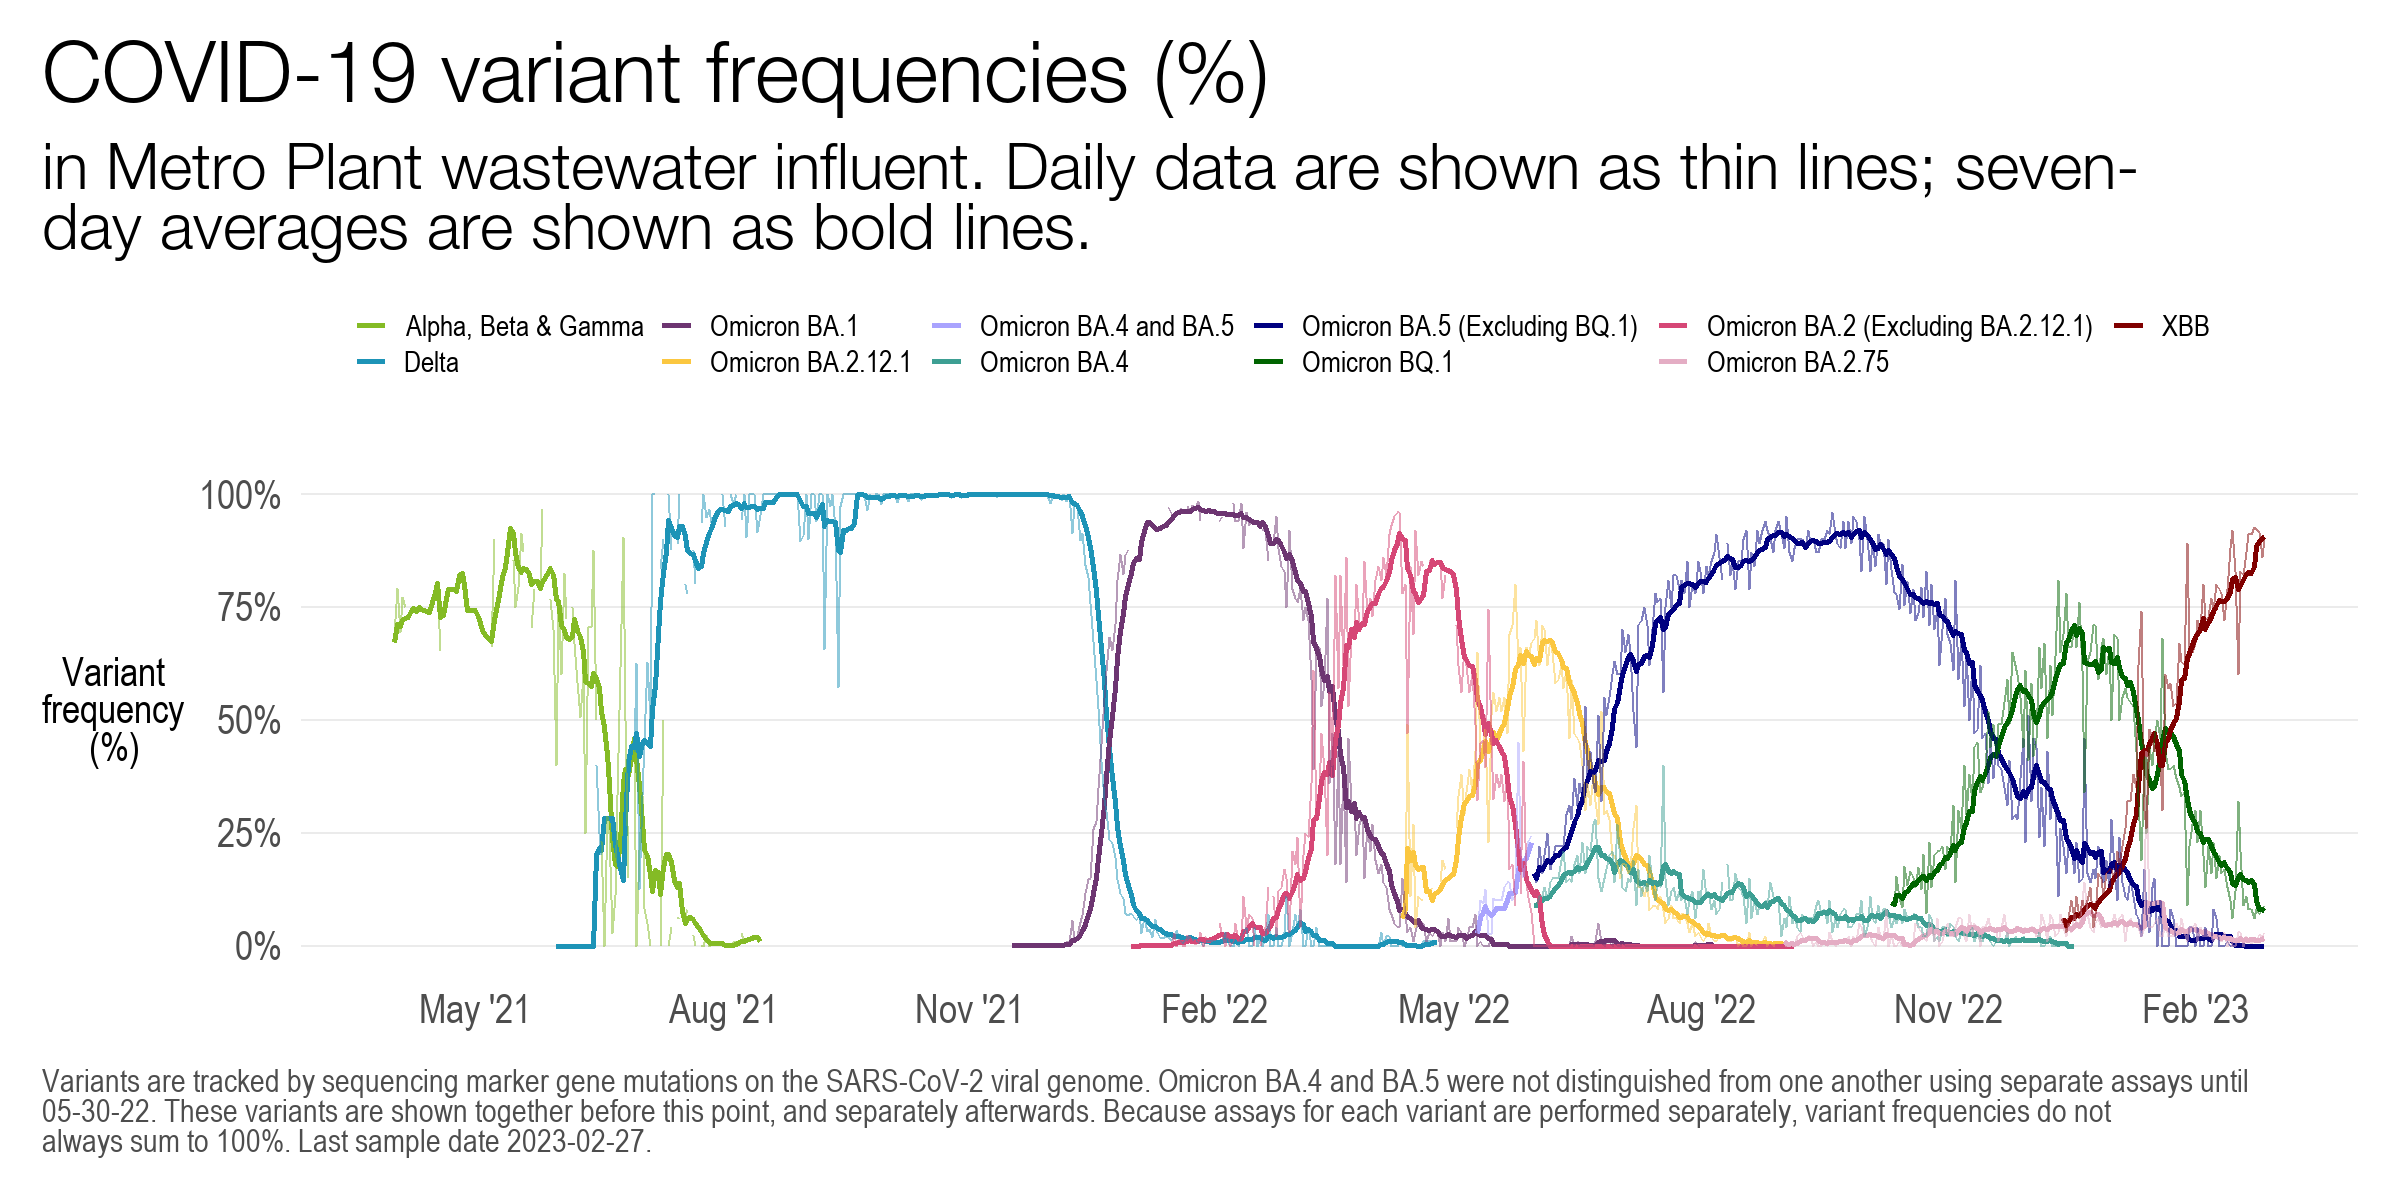 COVID-19 variant frequencies (%)
in Metro Plant wastewater influent. Daily data are shown as thin lines; seven-
day averages are shown as bold lines.
Alpha, Beta & Gamma Omicron BA.1 Omicron BA.4 and BA.5 Omicron BA.5 (Excluding BQ.1) Omicron BA.2 (Excluding BA.2.12.1) XBB
Delta Omicron BA.2.12.1 Omicron BA.4 Omicron BQ.1 Omicron BA.2.75
100%
75%
Variant
frequency
(%)
50%
25%
0%
May '21 Aug '21 Nov '21 Feb '22 May '22 Aug '22 Nov '22 Feb '23
Variants are tracked by sequencing marker gene mutations on the SARS-CoV-2 viral genome. Omicron BA.4 and BA.5 were not distinguished from one another using separate assays until
05-30-22. These variants are shown together before this point, and separately afterwards. Because assays for each variant are performed separately, variant frequencies do not
always sum to 100%. Last sample date 2023-02-27.